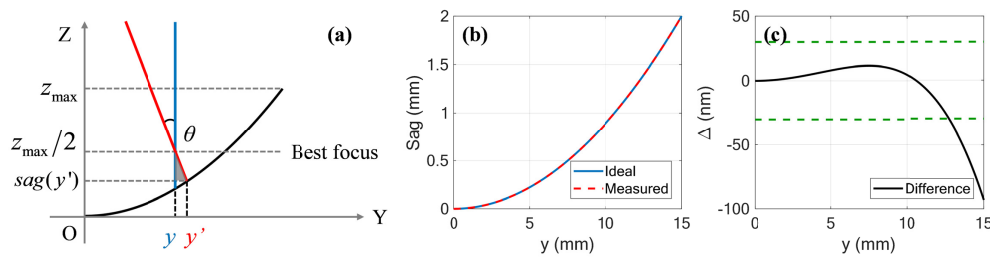 Z
(a)
z_max
θ
z_max/2
Best focus
sag(y')
O
y
y'
Y
(b)
2
1.5
1
0.5
0
Sag (mm)
Ideal
Measured
0
5
10
15
y (mm)
(c)
50
0
-50
-100
Δ (nm)
Difference
0
5
10
15
y (mm)